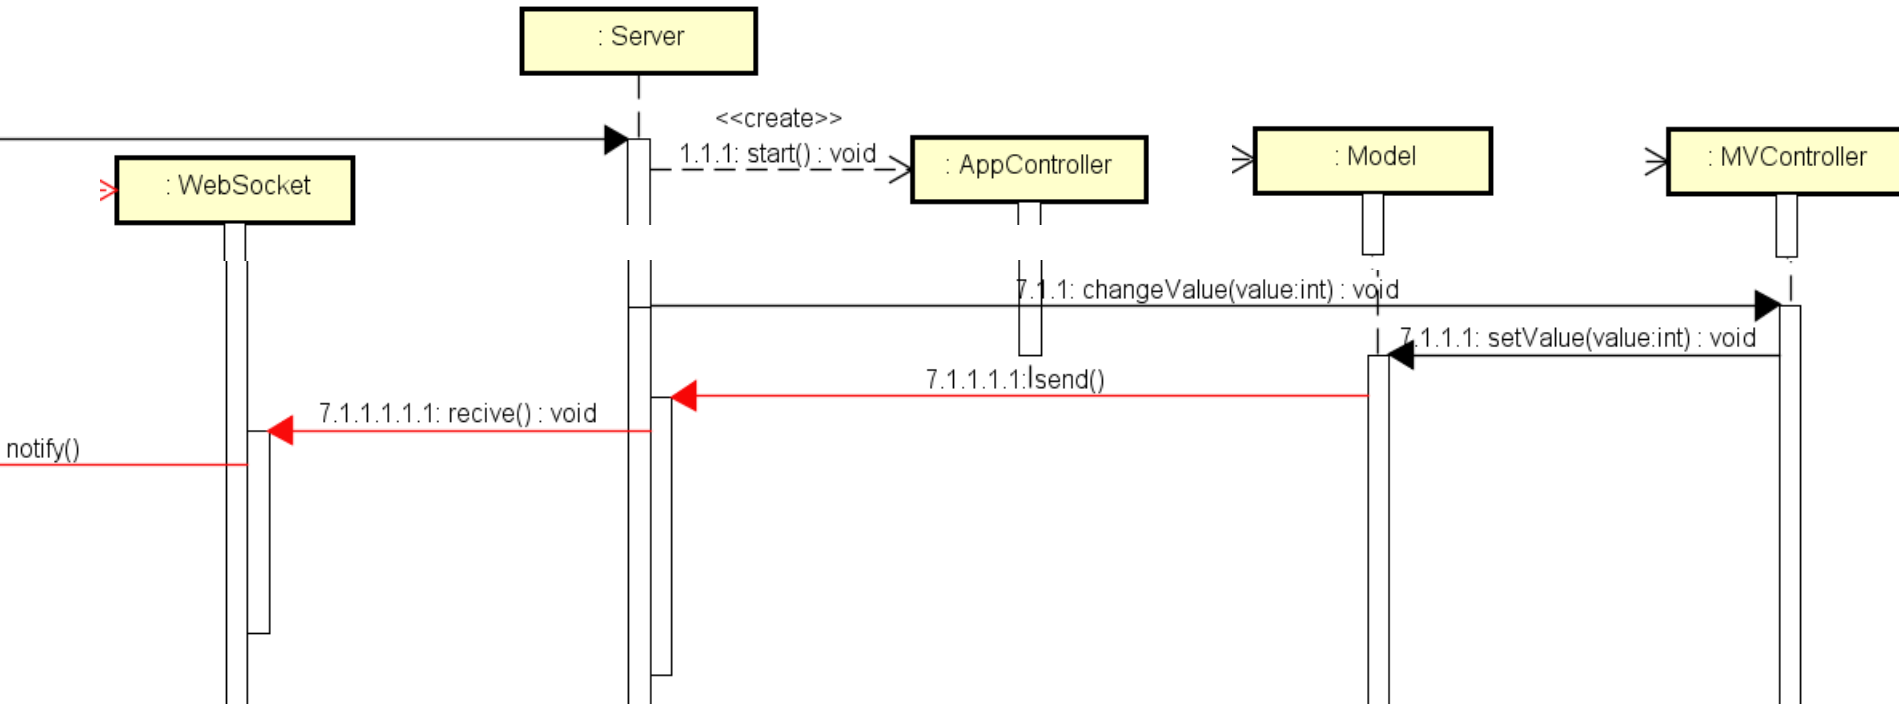 : Server
<<create>>
1.1.1: start() : void
: AppController
: Model
: MVController
: WebSocket
7.1.1: changeValue(value:int) : void
7.1.1.1: setValue(value:int) : void
7.1.1.1.1: send()
7.1.1.1.1.1: recive() : void
notify()